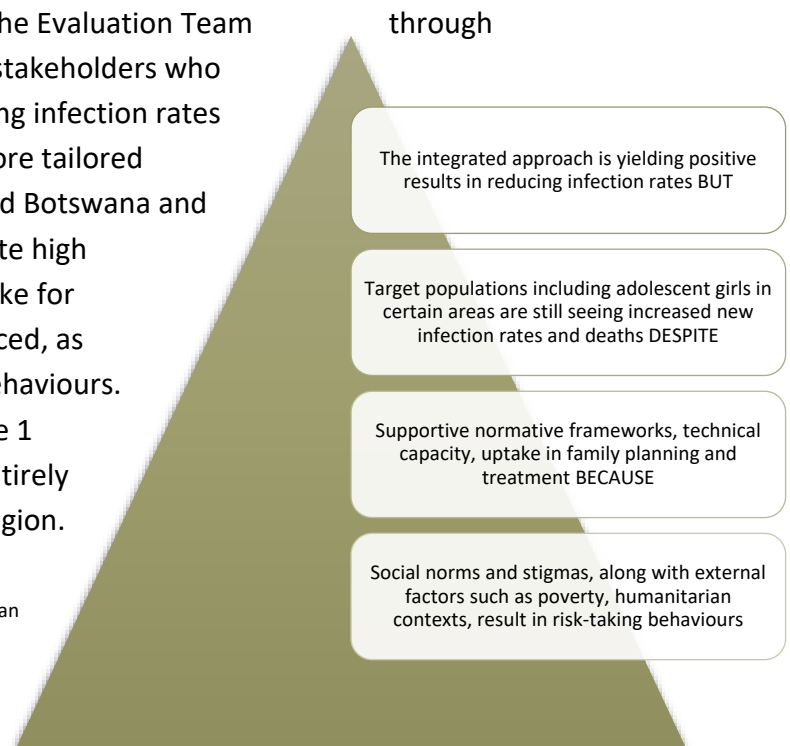 he Evaluation Team through
stakeholders who
ng infection rates
ore tailored
d Botswana and
te high
ke for
ced, as
ehaviours.
e 1
tirely
gion.
an
The integrated approach is yielding positive
results in reducing infection rates BUT
Target populations including adolescent girls in
certain areas are still seeing increased new
infection rates and deaths DESPITE
Supportive normative frameworks, technical
capacity, uptake in family planning and
treatment BECAUSE
Social norms and stigmas, along with external
factors such as poverty, humanitarian
contexts, result in risk-taking behaviours